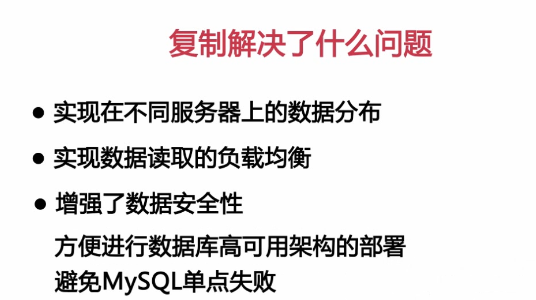 复制解决了什么问题
● 实现在不同服务器上的数据分布
● 实现数据读取的负载均衡
● 增强了数据安全性
方便进行数据库高可用架构的部署
避免MySQL单点失败